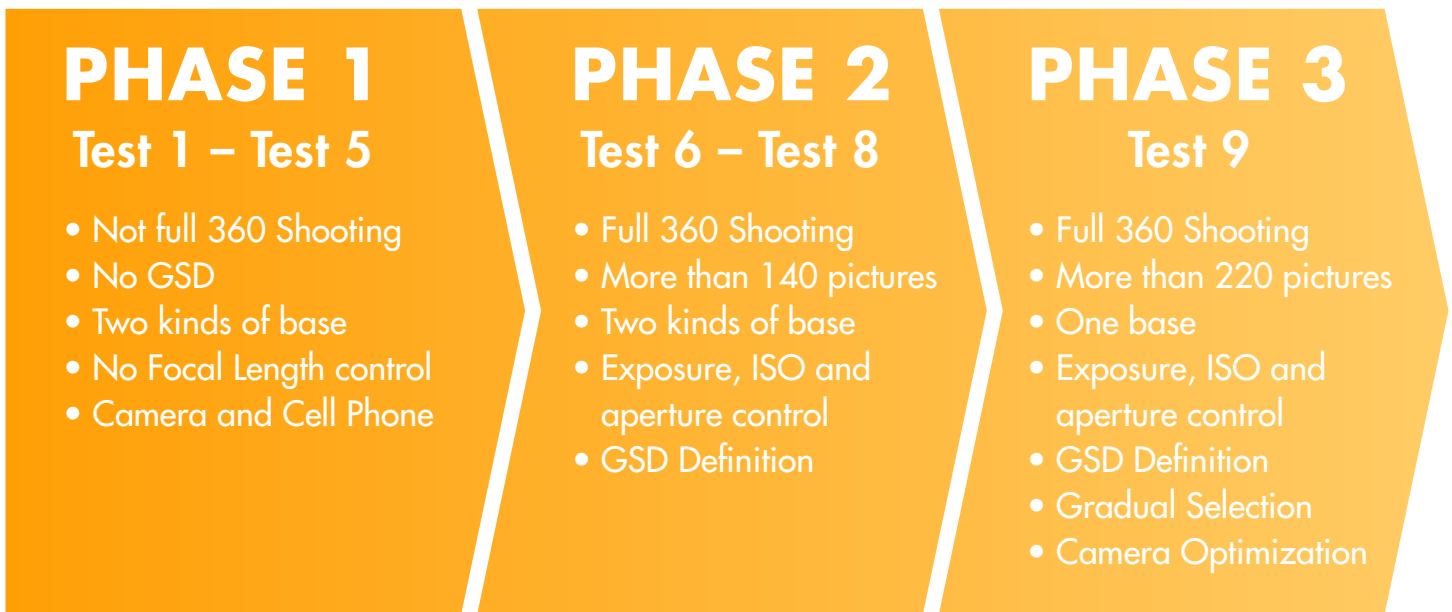 PHASE 1
Test 1 – Test 5
• Not full 360 Shooting
• No GSD
• Two kinds of base
• No Focal Length control
• Camera and Cell Phone
PHASE 2
Test 6 – Test 8
• Full 360 Shooting
• More than 140 pictures
• Two kinds of base
• Exposure, ISO and
aperture control
• GSD Definition
PHASE 3
Test 9
• Full 360 Shooting
• More than 220 pictures
• One base
• Exposure, ISO and
aperture control
• GSD Definition
• Gradual Selection
• Camera Optimization